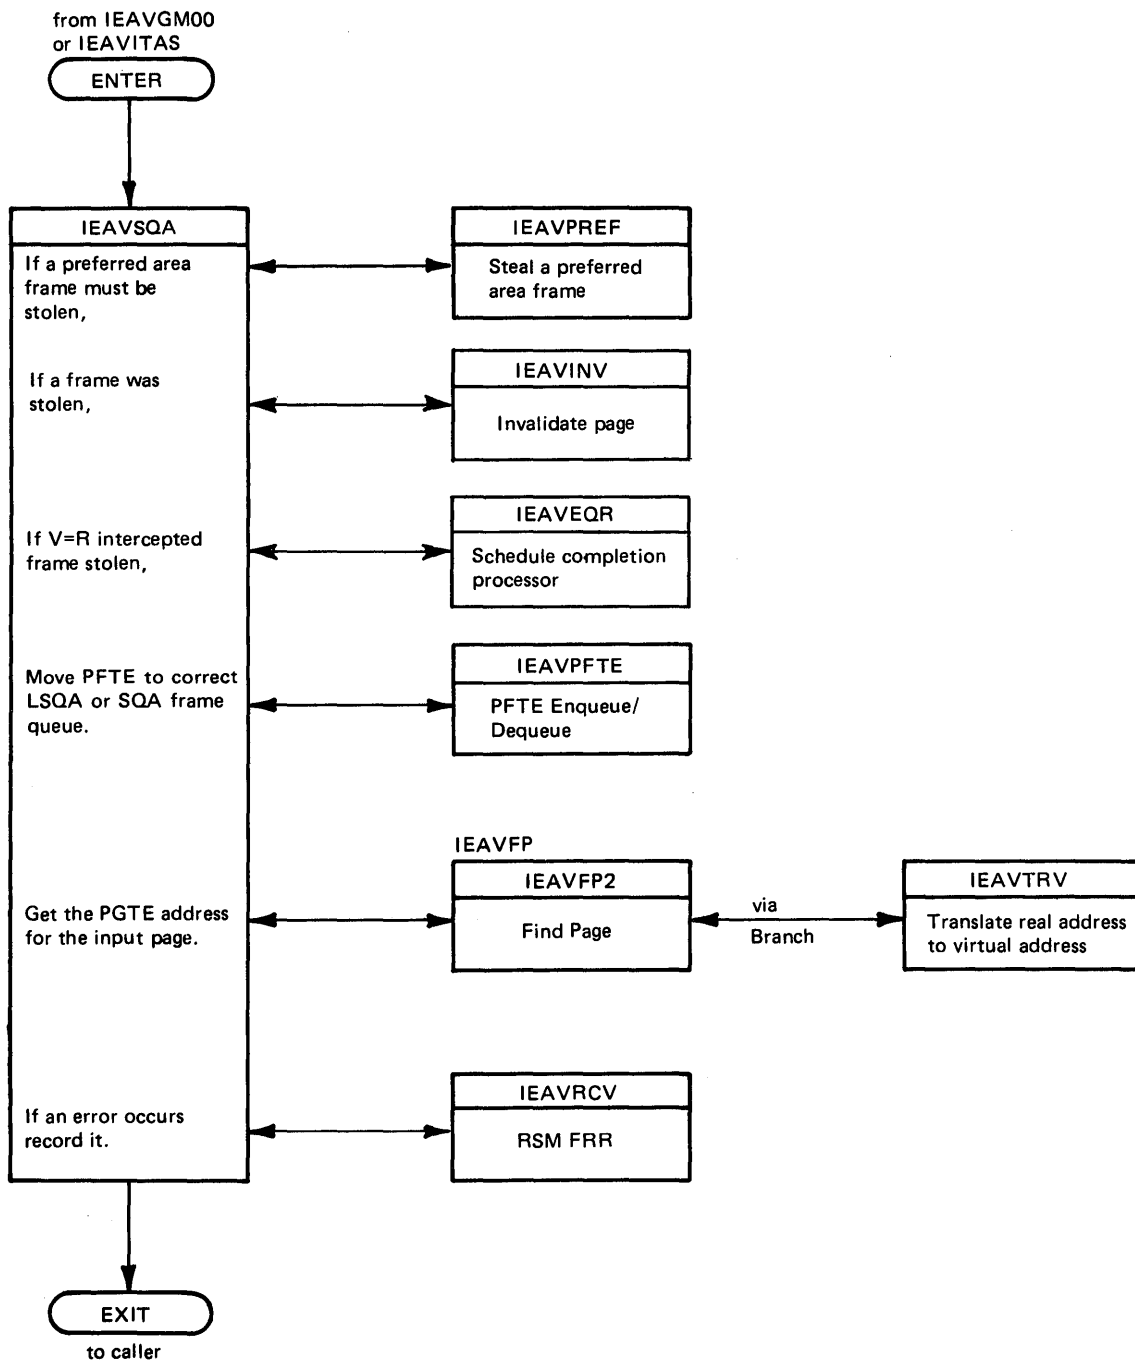 from IEAVGM00
or IEAVITAS
ENTER
IEAVSQA
If a preferred area
frame must be
stolen,
IEAVPREF
Steal a preferred
area frame
If a frame was
stolen,
IEAVINV
Invalidate page
If V=R intercepted
frame stolen,
IEAVEQR
Schedule completion
processor
Move PFTE to correct
LSQA or SQA frame
queue.
IEAVPFTE
PFTE Enqueue/
Dequeue
Get the PGTE address
for the input page.
IEAVFP
IEAVFP2
Find Page
via
Branch
IEAVTRV
Translate real address
to virtual address
If an error occurs
record it.
IEAVRCV
RSM FRR
EXIT
to caller